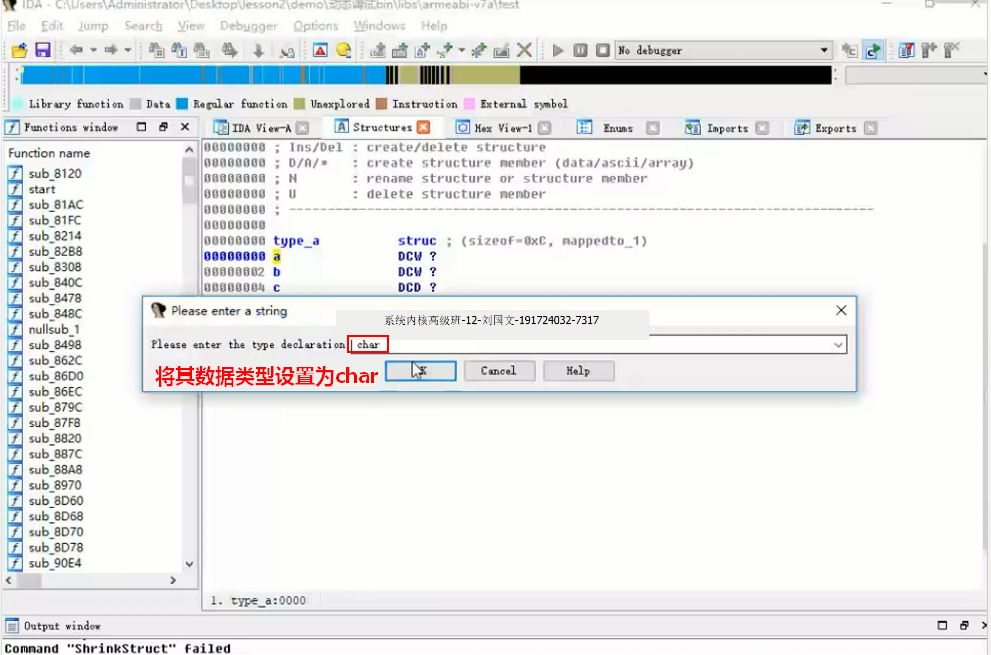 IDA - C:\Users\Administrator\Desktop\lesson2\demo\动态调试bin\libs\armeabi-v7a\test
File Edit Jump Search View Debugger Options Windows Help
No debugger
Library function Data Regular function Unexplored Instruction External symbol
Functions window IDA View-A Structures Hex View-1 Enums Imports Exports
Function name
sub_8120
start
sub_81AC
sub_81FC
sub_8214
sub_82B8
sub_8308
sub_840C
sub_8478
sub_848C
nullsub_1
sub_8498
sub_862C
sub_86D0
sub_86EC
sub_879C
sub_87F8
sub_8820
sub_887C
sub_88A8
sub_8970
sub_8D60
sub_8D68
sub_8D70
sub_8D78
sub_90E4
00000000 ; Ins/Del : create/delete structure
00000000 ; D/A/* : create structure member (data/ascii/array)
00000000 ; N : rename structure or structure member
00000000 ; U : delete structure member
00000000 ; ---------------------------------------------------------------------------
00000000
00000000 type_a struc ; (sizeof=0xC, mappedto_1)
00000000 a DCW ?
00000002 b DCW ?
00000004 c DCD ?
Please enter a string
系统内核高级班-12-刘国文-191724032-7317
Please enter the type declaration char
将其数据类型设置为char
Cancel Help
1. type_a:0000
Output window
Command "ShrinkStruct" failed